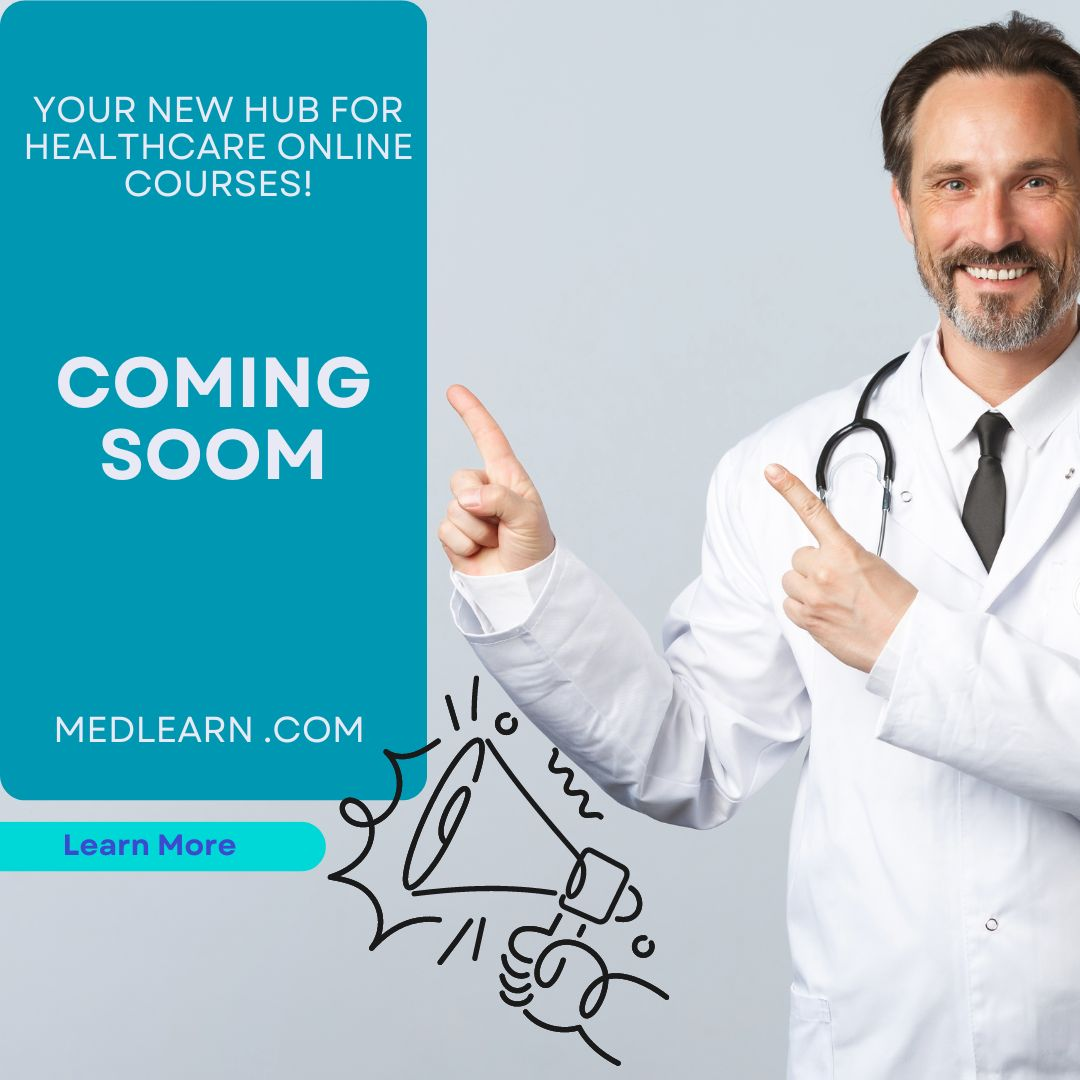 YOUR NEW HUB FOR
HEALTHCARE ONLINE
COURSES!
COMING
SOOM
MEDLEARN .COM
Learn More